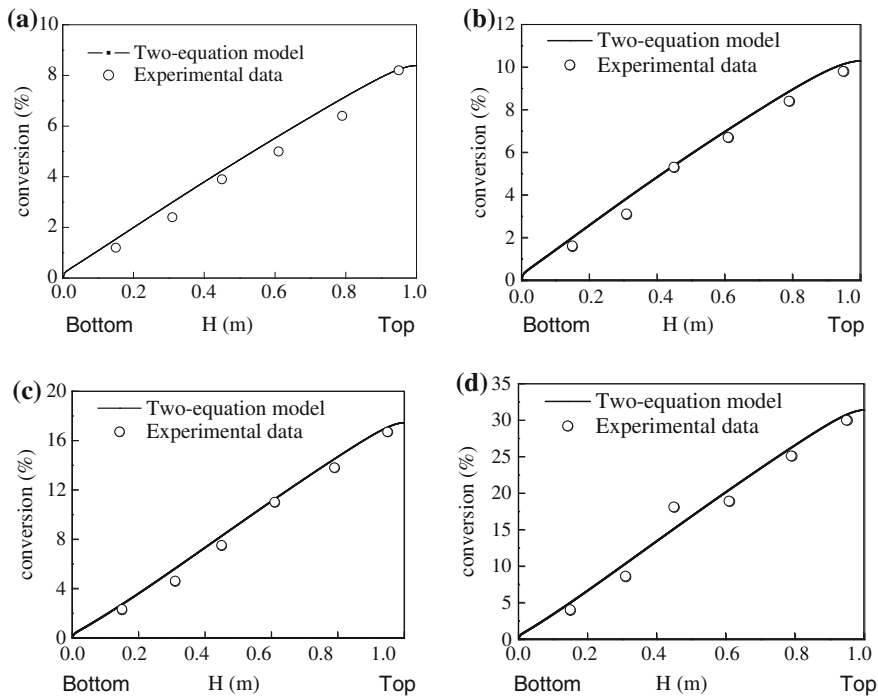 (a)
10
8
6
4
2
0
conversion (%)
Two-equation model
Experimental data
0.0 0.2 0.4 0.6 0.8 1.0
Bottom H (m) Top
(b)
12
10
8
6
4
2
0
conversion (%)
Two-equation model
Experimental data
0.0 0.2 0.4 0.6 0.8 1.0
Bottom H (m) Top
(c)
20
16
12
8
4
0
conversion (%)
Two-equation model
Experimental data
0.0 0.2 0.4 0.6 0.8 1.0
Bottom H (m) Top
(d)
35
30
25
20
15
10
5
0
conversion (%)
Two-equation model
Experimental data
0.0 0.2 0.4 0.6 0.8 1.0
Bottom H (m) Top